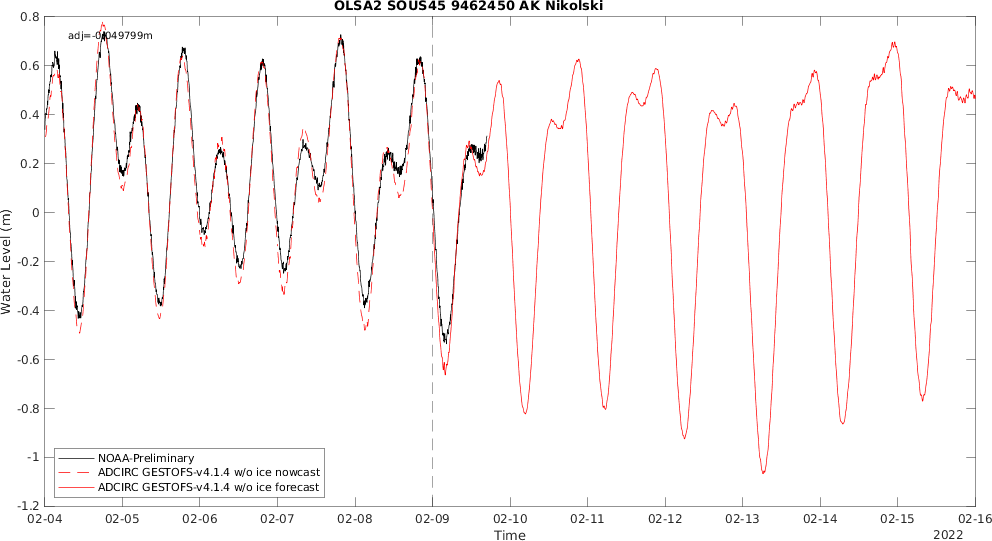 OLSA2 SOUS45 9462450 AK Nikolski
adj=-0.049799m
0.8
0.6
0.4
0.2
0
-0.2
-0.4
-0.6
-0.8
-1
-1.2
Water Level (m)
NOAA-Preliminary
ADCIRC GESTOFS-v4.1.4 w/o ice nowcast
ADCIRC GESTOFS-v4.1.4 w/o ice forecast
02-04 02-05 02-06 02-07 02-08 02-09 02-10 02-11 02-12 02-13 02-14 02-15 02-16
Time
2022